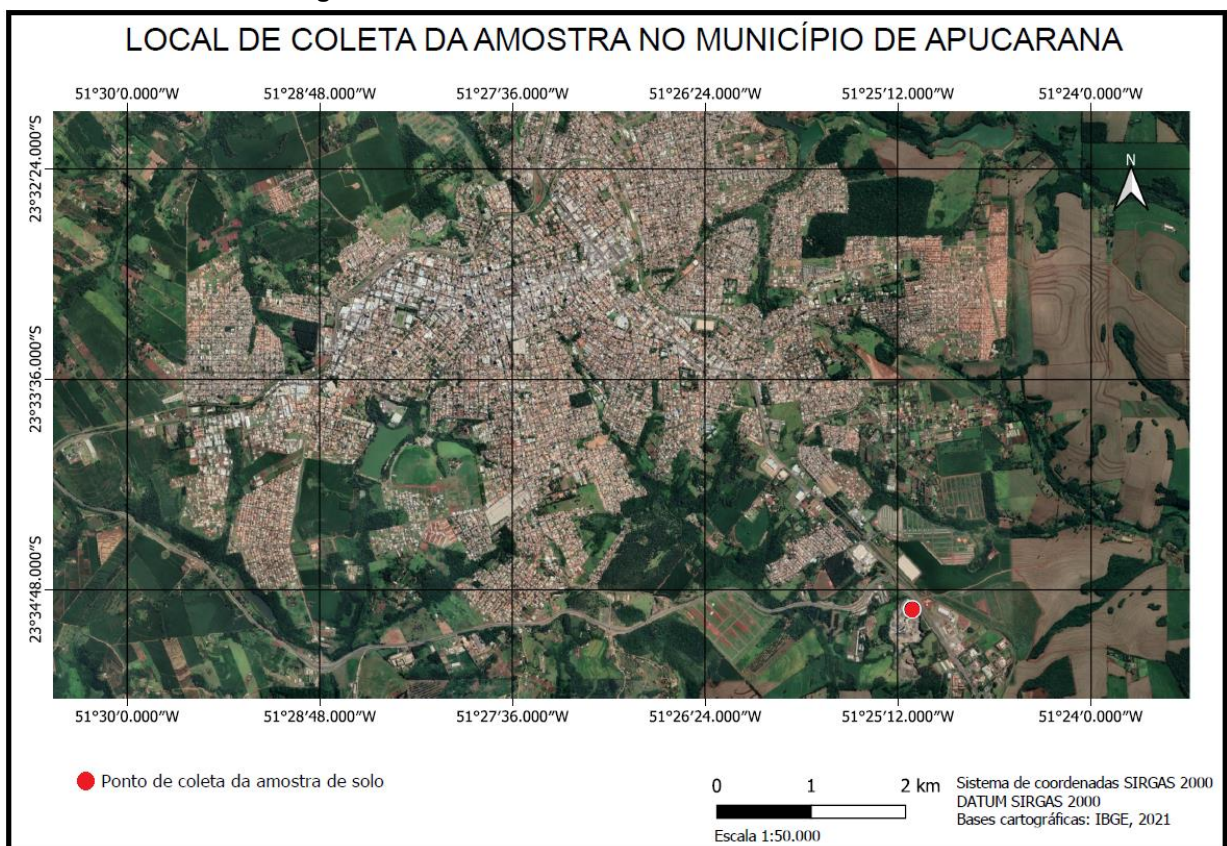 LOCAL DE COLETA DA AMOSTRA NO MUNICÍPIO DE APUCARANA
51°30'0.000"W 51°28'48.000"W 51°27'36.000"W 51°26'24.000"W 51°25'12.000"W 51°24'0.000"W
23°32'24.000"S
23°33'36.000"S
23°34'48.000"S
N
51°30'0.000"W 51°28'48.000"W 51°27'36.000"W 51°26'24.000"W 51°25'12.000"W 51°24'0.000"W
Ponto de coleta da amostra de solo
0 1 2 km
Escala 1:50.000
Sistema de coordenadas SIRGAS 2000
DATUM SIRGAS 2000
Bases cartográficas: IBGE, 2021